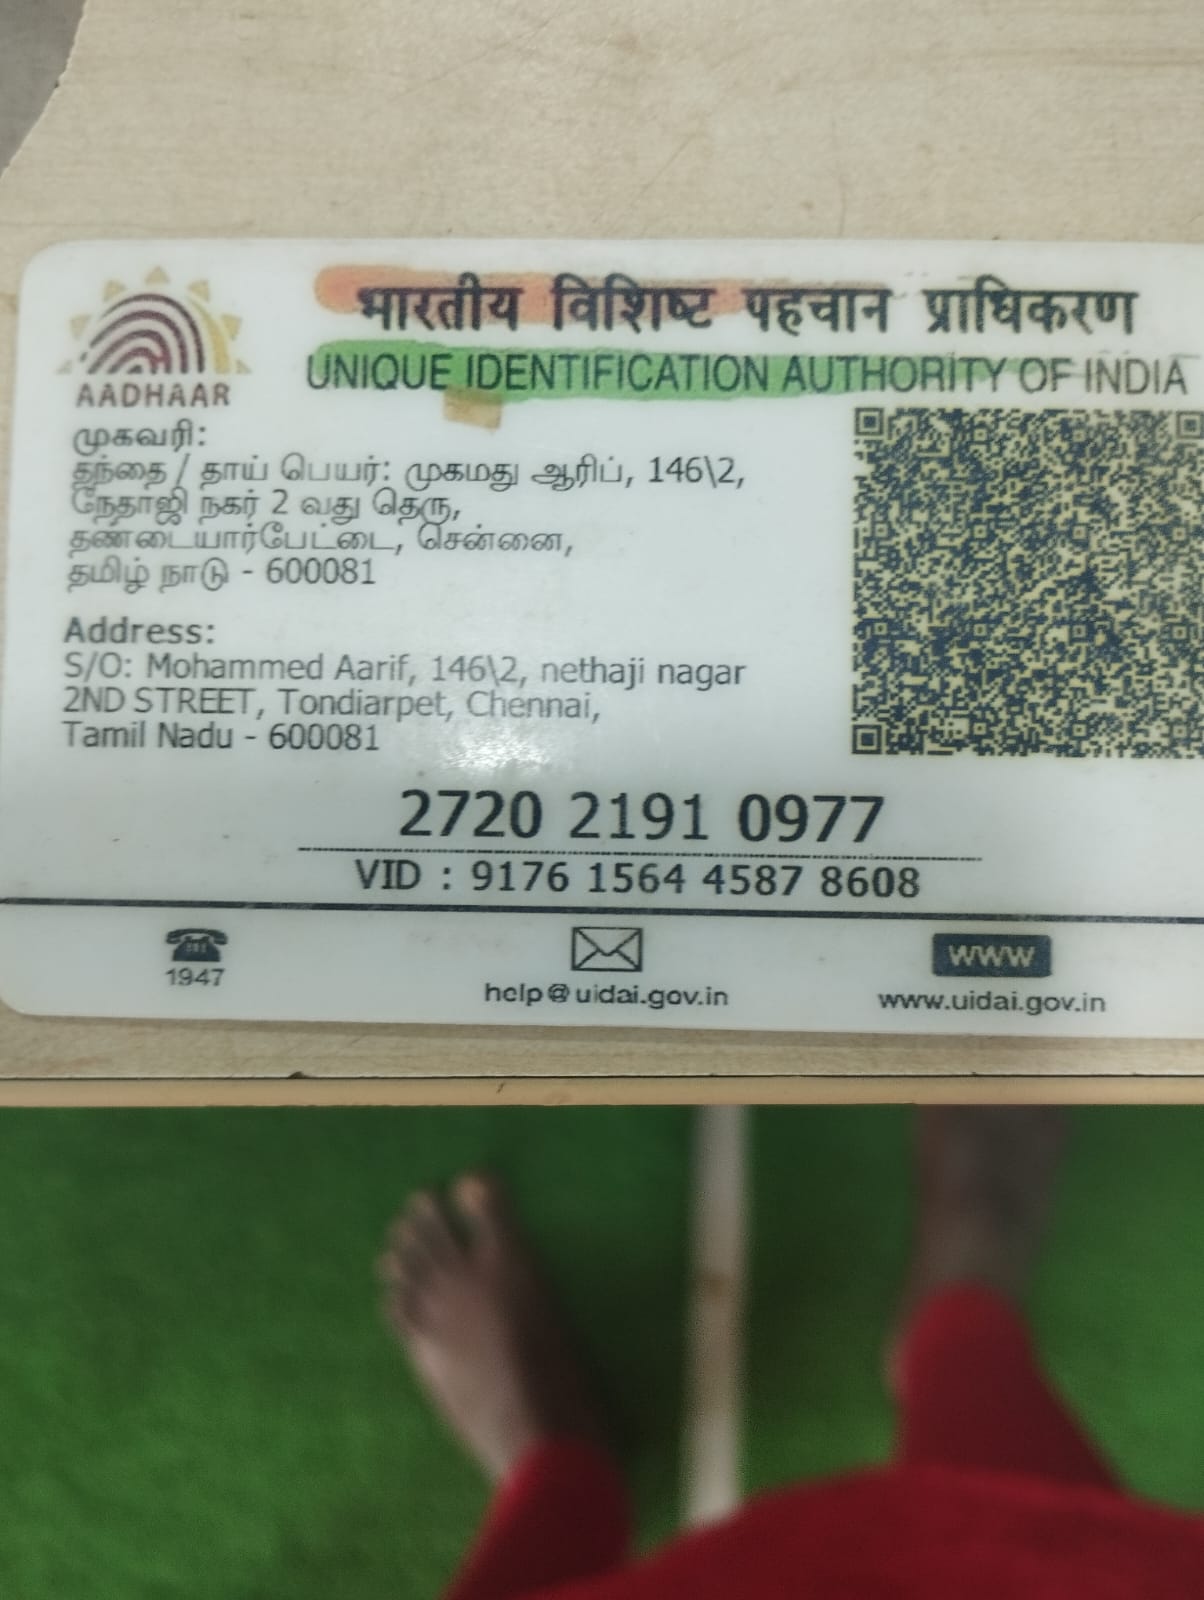 भारतीय विशिष्ट पहचान प्राधिकरण
UNIQUE IDENTIFICATION AUTHORITY OF INDIA
AADHAAR
முகவரி:
தந்தை / தாய் பெயர்: முகமது ஆரிப், 146\2,
நேதாஜி நகர் 2 வது தெரு,
தண்டையார்பேட்டை, சென்னை,
தமிழ் நாடு - 600081
Address:
S/O: Mohammed Aarif, 146\2, nethaji nagar
2ND STREET, Tondiarpet, Chennai,
Tamil Nadu - 600081
2720 2191 0977
VID : 9176 1564 4587 8608
1947
help@uidai.gov.in
www
www.uidai.gov.in